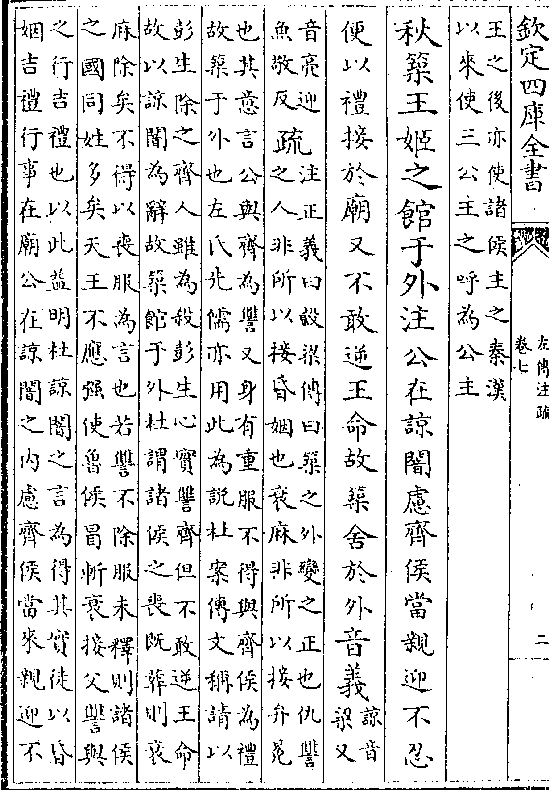 欽定四庫全書
左傳注疏
卷七
二
王之後亦使諸侯主之秦漢
以來使三公主之呼為公主
秋築王姬之館于外注公在諒闇慮齊侯當親迎不忍
便以禮接於廟又不敢逆王命故築舍於外音義
諒音
梁又
音亮迎
魚敬反
疏
注正義曰穀梁傳曰築之外變之正也仇讐
之人非所以接昏姻也衰麻非所以接弁冕
也其意言公與齊為讐又身有重服不得與齊侯為禮
故築于外也左氏先儒亦用此為說杜案傳文稱請以
彭生除之齊人雖為殺彭生心實讐齊但不敢逆王命
故以諒闇為辭故築館于外杜謂諸侯之喪既葬則衰
麻除矣不得以喪服為言也若讐不除服未釋則諸侯
之國同姓多矣天王不應强使魯侯冒斬衰接父讐與
之行吉禮也以此益明杜諒闇之言為得其實徒以昏
姻吉禮行事在廟公在諒闇之內慮齊侯當來親迎不